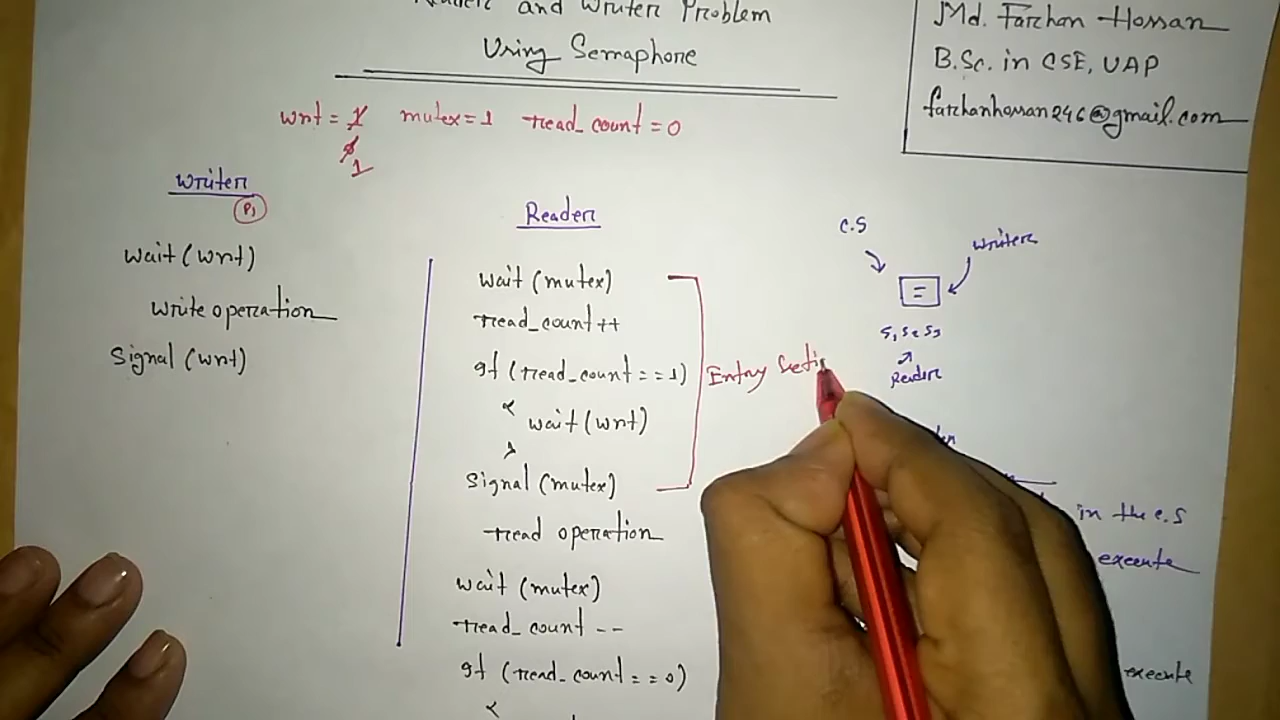 Reader and Writer Problem
Using Semaphore
Md. Farhan Hossan
B.Sc. in CSE, UAP
farhanhossan246@gmail.com
wrt = 1 mutex=1 read_count=0
0
1
Writer
P1
wait(wrt)
write operation
Signal(wrt)
Reader
wait(mutex)
read_count++
if(read_count==1)
{
wait(wrt)
}
Signal(mutex)
read operation
wait(mutex)
read_count--
if(read_count==0)
{
Entry Secti
C.S
writer
=
S1 S2 S3
Reader
in the C.S
execute
execute